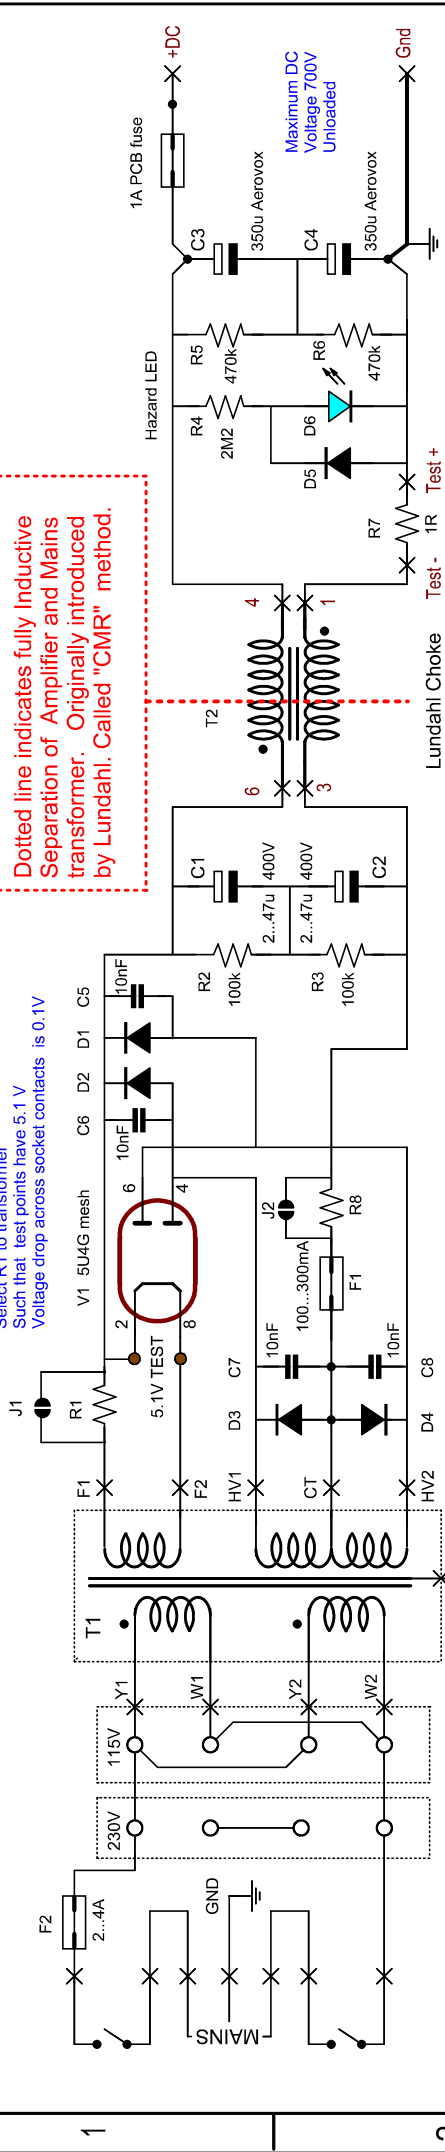 1
F2
2...4A
MAINS
GND
230V
115V
Y1
W1
Y2
W2
T1
F1
F2
HV1
CT
HV2
J1
R1
Such that test points have 5.1 V
Voltage drop across socket contacts is 0.1V
5.1V TEST
V1 5U4G mesh
2
8
6
4
D3
D4
C7
10nF
10nF
C8
F1
100...300mA
J2
R8
C6
10nF
D2
D1
C5
10nF
R2
100k
R3
100k
C1
2...47u 400V
2...47u 400V
C2
Dotted line indicates fully Inductive
Separation of Amplifier and Mains
transformer. Originally introduced
by Lundahl. Called "CMR" method.
6
3
T2
4
1
Lundahl Choke
Test -
Test +
R7
1R
Hazard LED
R4
2M2
D5
D6
R5
470k
R6
470k
C3
350u Aerovox
C4
350u Aerovox
1A PCB fuse
Maximum DC
Voltage 700V
Unloaded
+DC
Gnd